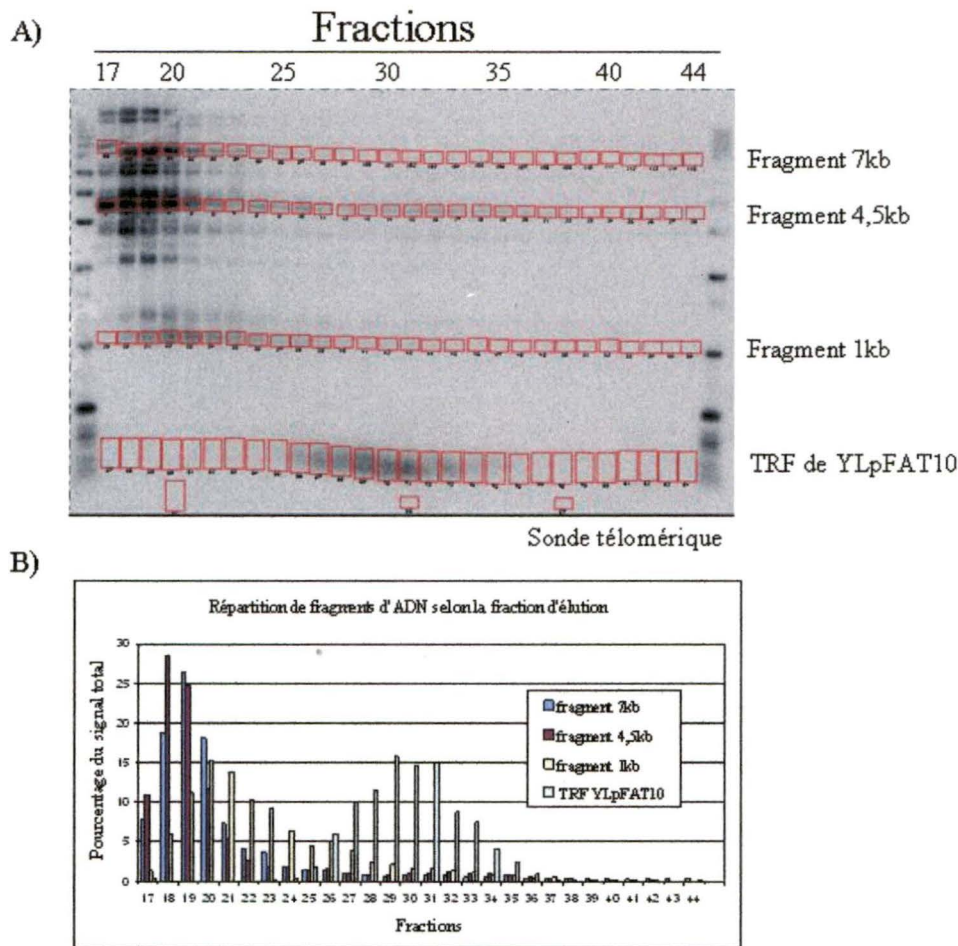 A)
Fractions
17 20 25 30 35 40 44
Fragment 7kb
Fragment 4,5kb
Fragment 1kb
TRF de YLpFAT10
Sonde télomérique
B)
Répartition de fragments d'ADN selon la fraction d'élution
Pourcentage du signal total
30
25
20
15
10
5
0
fragment 7kb
fragment 4,5kb
fragment 1kb
TRF YLpFAT10
17 18 19 20 21 22 23 24 25 26 27 28 29 30 31 32 33 34 35 36 37 38 39 40 41 42 43 44
Fractions